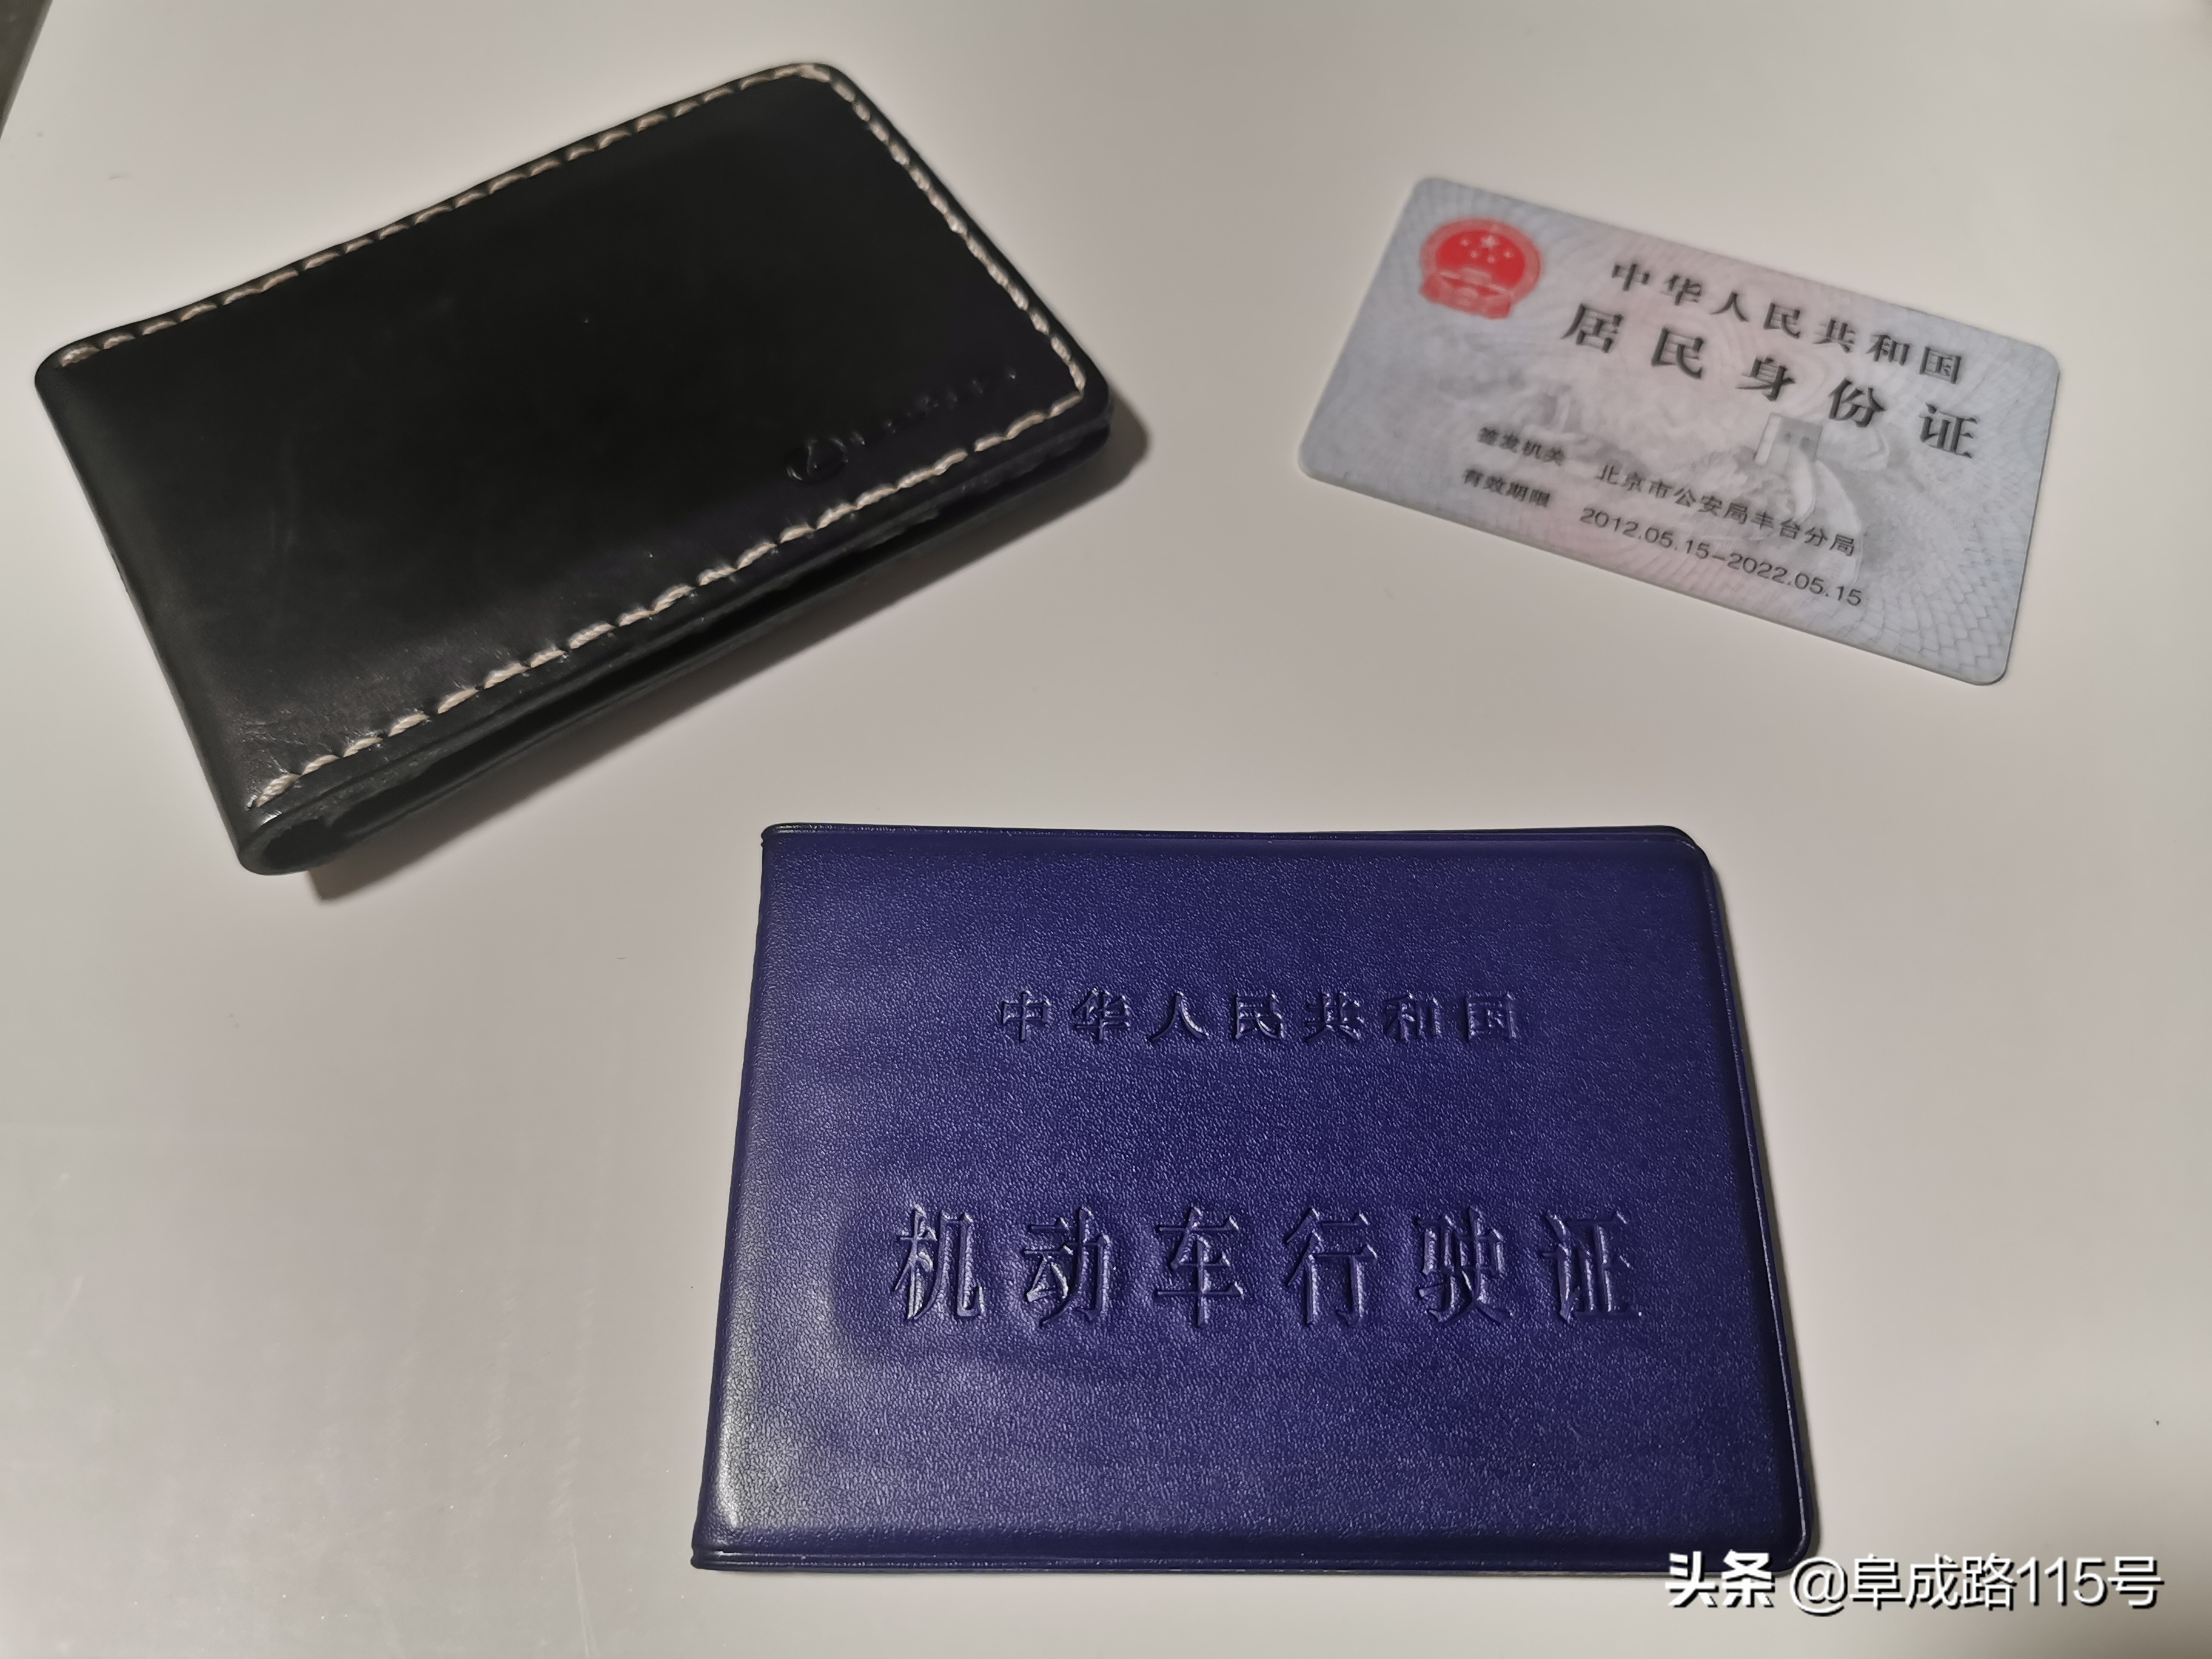 中华人民共和国
居民身份证
签发机关 北京市公安局丰台分局
有效期限 2012.05.15-2022.05.15
中华人民共和国
机动车行驶证
头条 @阜成路115号